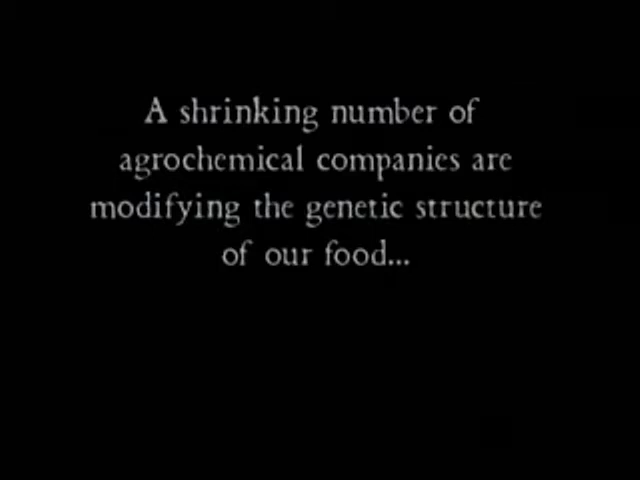 A shrinking number of
agrochemical companies are
modifying the genetic structure
of our food...